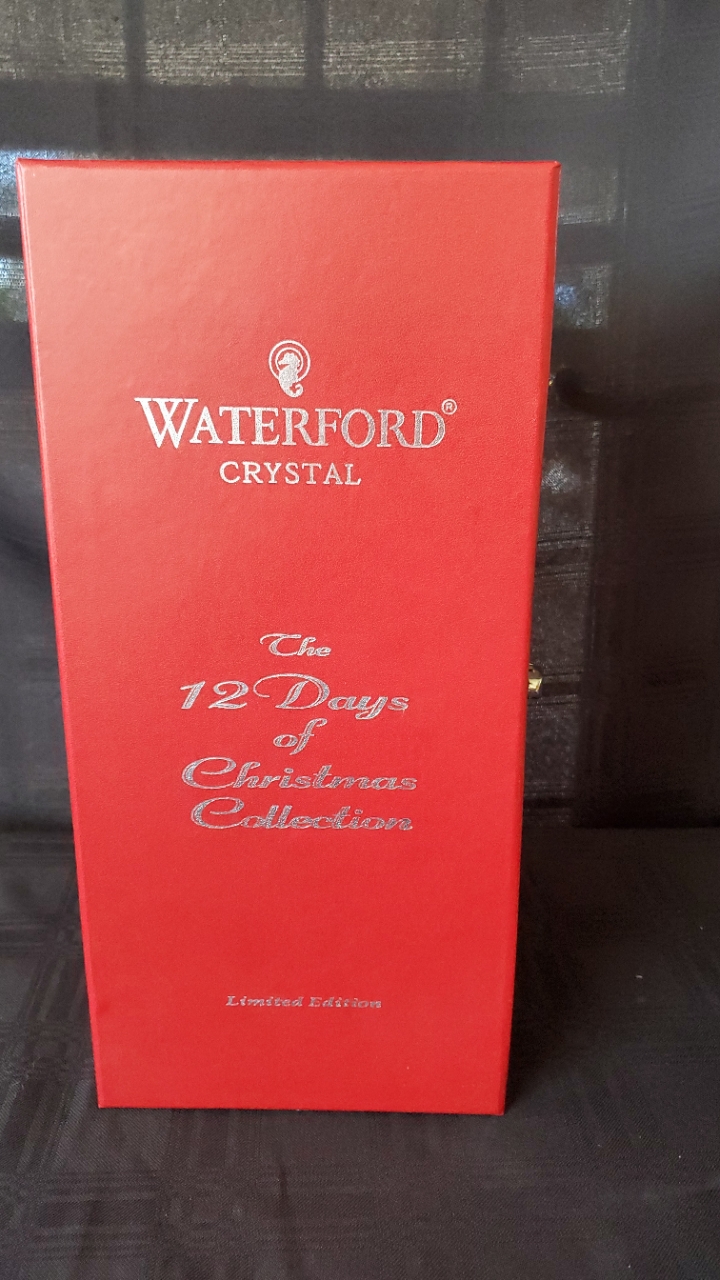 WATERFORD®
CRYSTAL
The
12 Days
of
Christmas
Collection
Limited Edition